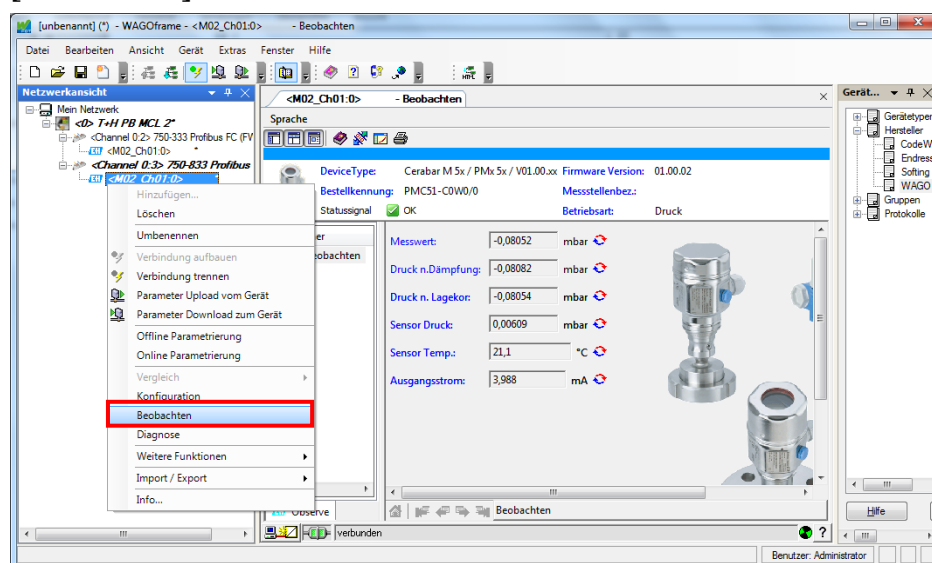 [unbenannt] (*) - WAGOframe - <M02_Ch01:0> - Beobachten
Datei Bearbeiten Ansicht Gerät Extras Fenster Hilfe
Netzwerkansicht
Mein Netzwerk
<0> T+H PB MCL 2*
<Channel 0:2> 750-333 Profibus FC (FV
<M02_Ch01:0>
<Channel 0:3> 750-833 Profibus
<M02 Ch01:0> *
Hinzufügen...
Löschen
Umbenennen
Verbindung aufbauen
Verbindung trennen
Parameter Upload vom Gerät
Parameter Download zum Gerät
Offline Parametrierung
Online Parametrierung
Vergleich
Konfiguration
Beobachten
Diagnose
Weitere Funktionen
Import / Export
Info...
<M02_Ch01:0> - Beobachten
Sprache
DeviceType: Cerabar M 5x / PMx 5x / V01.00.xx Firmware Version: 01.00.02
Bestellkennung: PMC51-C0W0/0 Messstellenbez.:
Statussignal OK Betriebsart: Druck
er
eobachten
Messwert: -0,08052 mbar
Druck n.Dämpfung: -0,08082 mbar
Druck n. Lagekor: -0,08054 mbar
Sensor Druck: 0,00609 mbar
Sensor Temp.: 21,1 °C
Ausgangsstrom: 3,988 mA
Observe
Beobachten
verbunden
Gerät...
Gerätetypen
Hersteller
CodeW
Endress
Softing
WAGO
Gruppen
Protokolle
Hilfe
Benutzer: Administrator